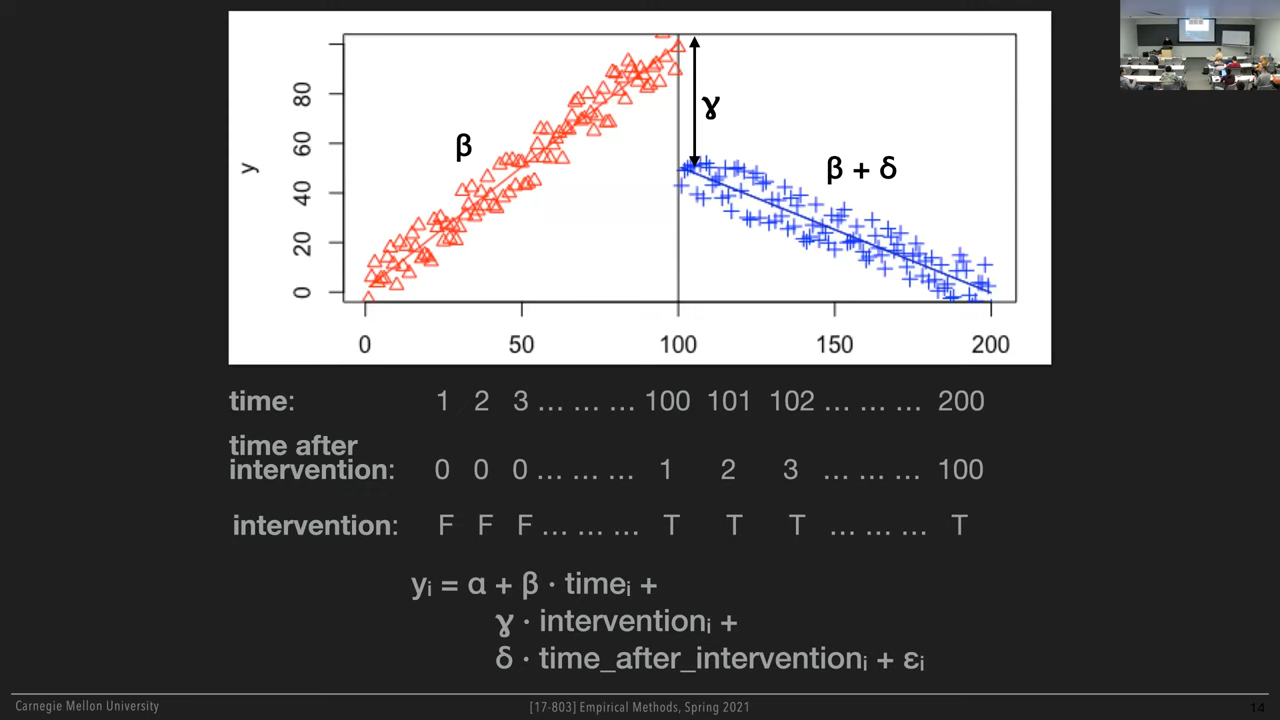 y
80
60
40
20
0
β
ɣ
β + δ
0 50 100 150 200
time: 1 2 3 … … … 100 101 102 … … … 200
time after
intervention: 0 0 0 … … … 1 2 3 … … … 100
intervention: F F F … … … T T T … … … T
yᵢ = α + β · timeᵢ +
ɣ · interventionᵢ +
δ · time_after_interventionᵢ + εᵢ
Carnegie Mellon University [17-803] Empirical Methods, Spring 2021 14